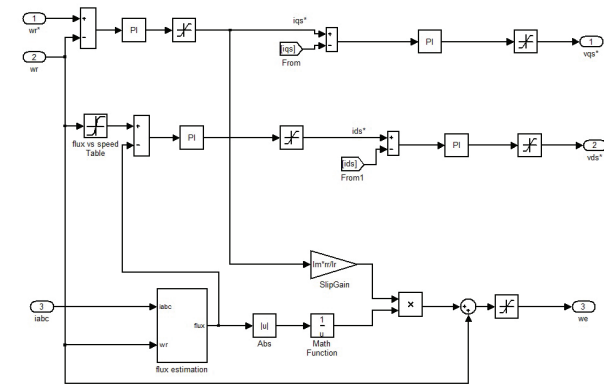 1
wr*
2
wr
PI
iqs*
[iqs]
From
PI
1
vqs*
flux vs speed
Table
PI
ids*
[ids]
From1
PI
2
vds*
lm*rr/lr
SlipGain
3
iabc
iabc
flux
wr
flux estimation
|u|
Abs
1
u
Math
Function
×
3
we